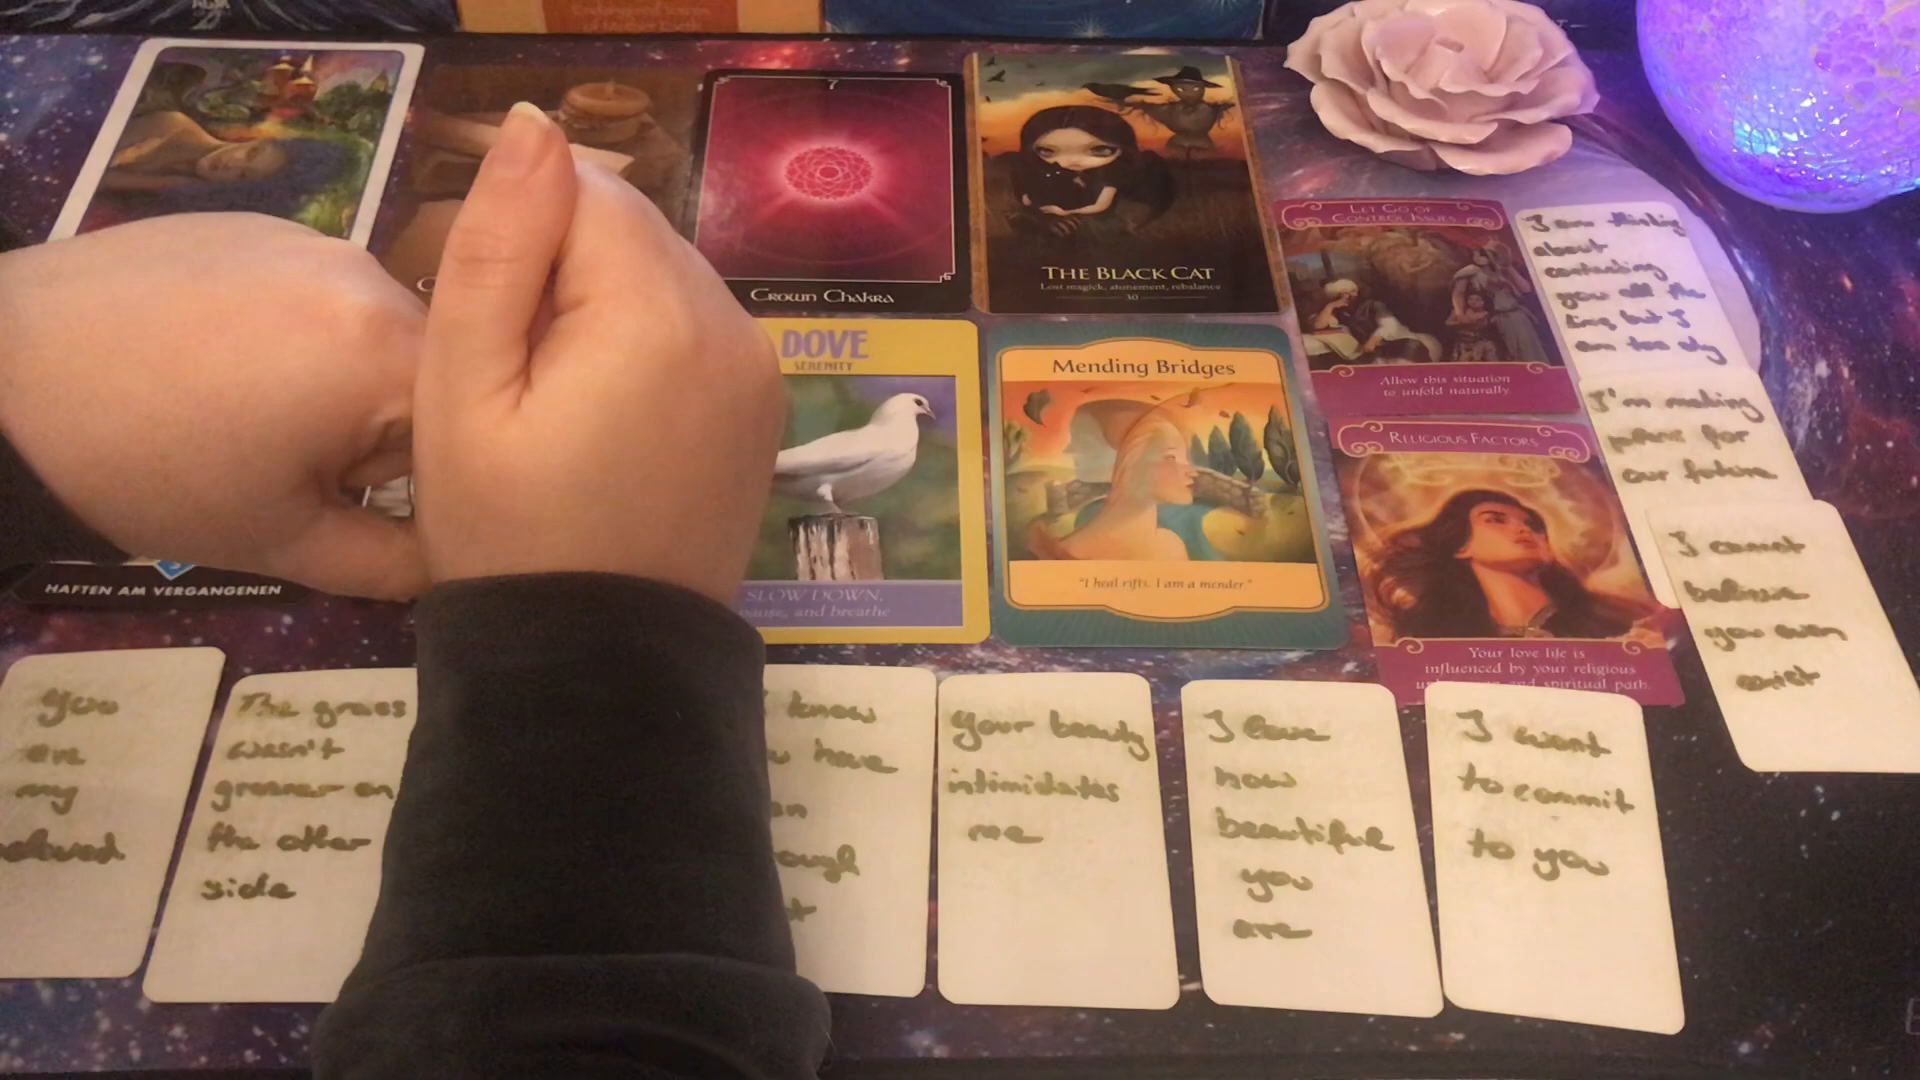 7
Crown Chakra
THE BLACK CAT
Lost magick, atonement, rebalance
30
LET GO OF
CONTROL ISSUES
Allow this situation
to unfold naturally.
I am thinking
about
contacting
you all the
time but I
am too shy
HAFTEN AM VERGANGENEN
DOVE
SERENITY
SLOW DOWN,
pause, and breathe
Mending Bridges
"I heal rifts. I am a mender"
RELIGIOUS FACTORS
Your love life is
influenced by your religious
and spiritual path.
I'm making
plans for
our future
I cannot
believe
you even
exist
You
are
my
The grass
wasn't
greener on
the other
side
know
have
Your beauty
intimidates
me
I love
how
beautiful
you
are
I want
to commit
to you